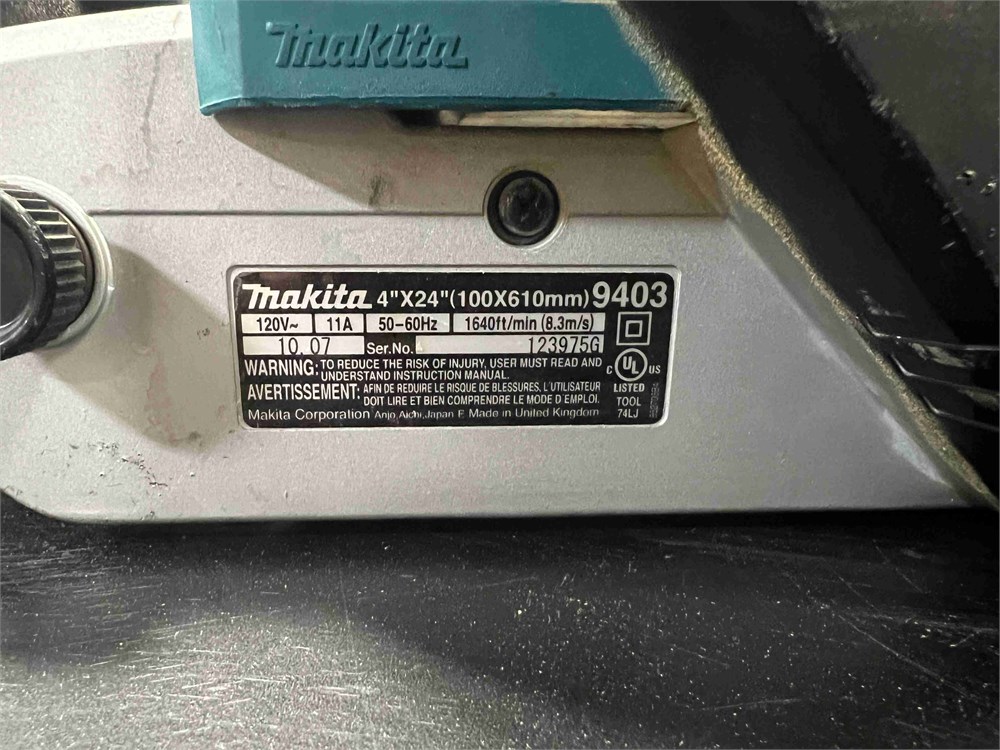 Makita
Makita 4"X24"(100X610mm) 9403
120V~ 11A 50-60Hz 1640ft/min (8.3m/s)
10. 07 Ser.No. 123975G
WARNING: TO REDUCE THE RISK OF INJURY, USER MUST READ AND
UNDERSTAND INSTRUCTION MANUAL.
AVERTISSEMENT: AFIN DE REDUIRE LE RISQUE DE BLESSURES, L'UTILISATEUR
DOIT LIRE ET BIEN COMPRENDRE LE MODE D'EMPLOI.
Makita Corporation Anjo, Aichi, Japan F Made in United Kingdom
C UL US
LISTED
TOOL
74LJ